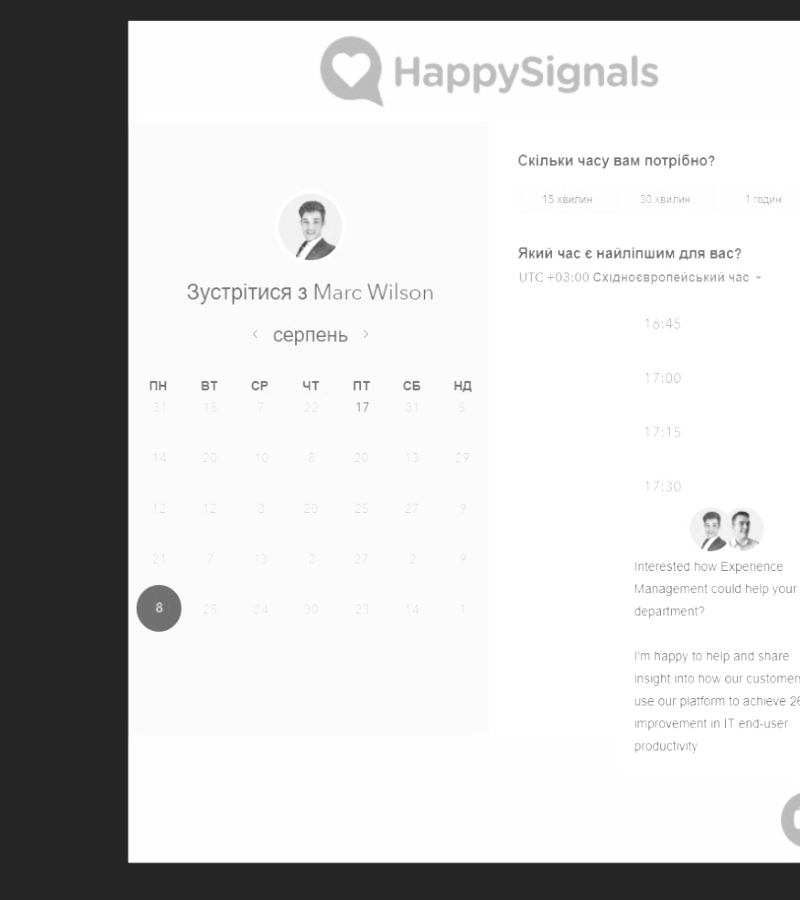 HappySignals
Зустрітися з Marc Wilson
серпень
ПН ВТ СР ЧТ ПТ СБ НД
31 15 7 22 17 31 5
14 20 10 8 20 13 29
12 12 3 20 25 27 9
21 7 13 2 27 2 9
8 25 24 30 23 14 1
Скільки часу вам потрібно?
15 хвилин 30 хвилин 1 годин
Який час є найліпшим для вас?
UTC +03:00 Східноєвропейський час
16:45
17:00
17:15
17:30
Interested how Experience
Management could help your
department?
I'm happy to help and share
insight into how our customers
use our platform to achieve 26
improvement in IT end-user
productivity